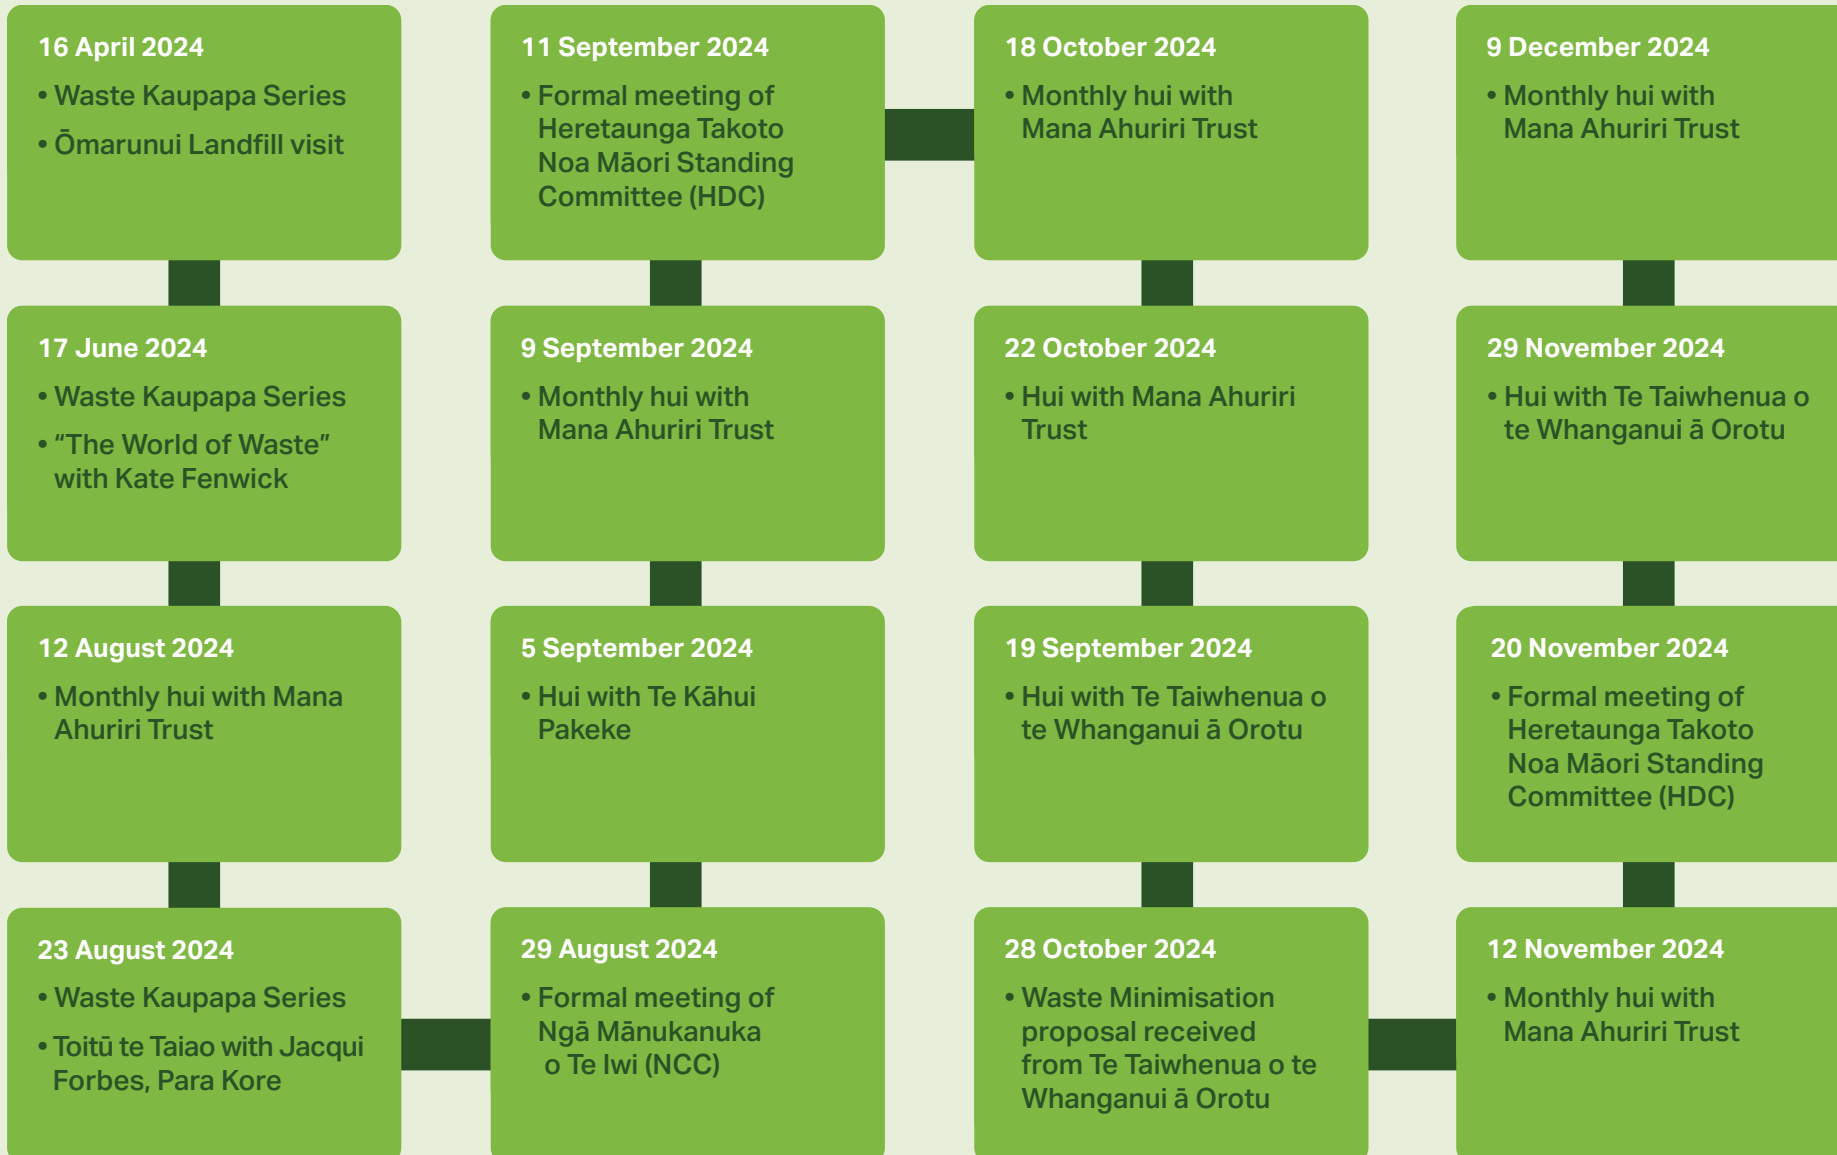 16 April 2024
• Waste Kaupapa Series
• Ōmarunui Landfill visit
17 June 2024
• Waste Kaupapa Series
• “The World of Waste”
with Kate Fenwick
12 August 2024
• Monthly hui with Mana
Ahuriri Trust
23 August 2024
• Waste Kaupapa Series
• Toitū te Taiao with Jacqui
Forbes, Para Kore
29 August 2024
• Formal meeting of
Ngā Mānukanuka
o Te Iwi (NCC)
5 September 2024
• Hui with Te Kāhui
Pakeke
9 September 2024
• Monthly hui with
Mana Ahuriri Trust
11 September 2024
• Formal meeting of
Heretaunga Takoto
Noa Māori Standing
Committee (HDC)
18 October 2024
• Monthly hui with
Mana Ahuriri Trust
22 October 2024
• Hui with Mana Ahuriri
Trust
19 September 2024
• Hui with Te Taiwhenua o
te Whanganui ā Orotu
28 October 2024
• Waste Minimisation
proposal received
from Te Taiwhenua o te
Whanganui ā Orotu
12 November 2024
• Monthly hui with
Mana Ahuriri Trust
20 November 2024
• Formal meeting of
Heretaunga Takoto
Noa Māori Standing
Committee (HDC)
29 November 2024
• Hui with Te Taiwhenua o
te Whanganui ā Orotu
9 December 2024
• Monthly hui with
Mana Ahuriri Trust